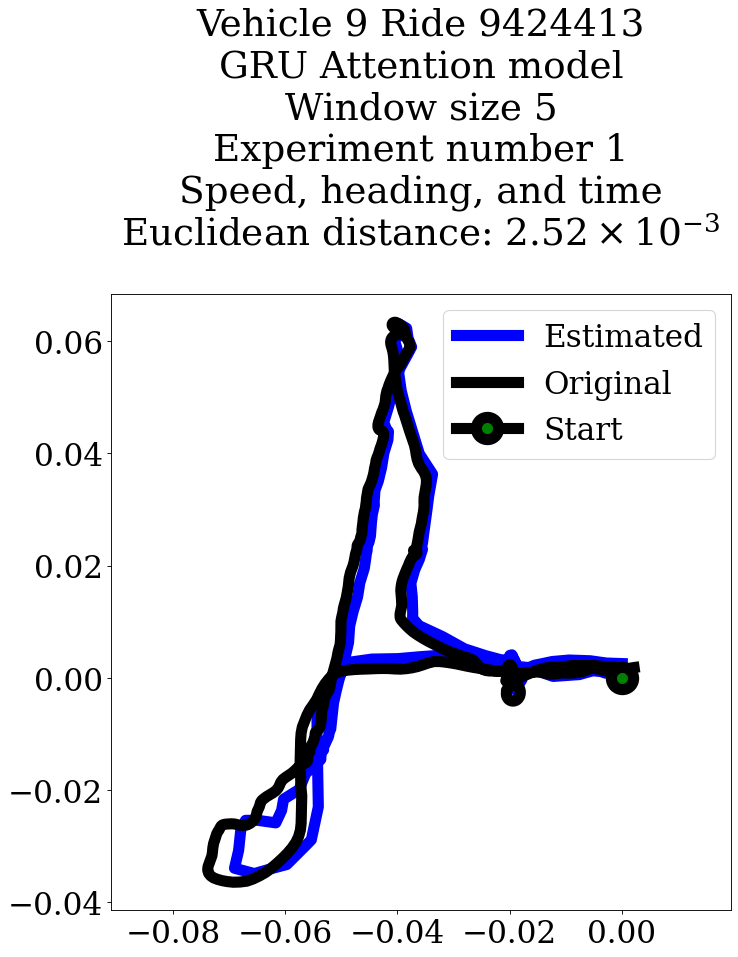 Vehicle 9 Ride 9424413
GRU Attention model
Window size 5
Experiment number 1
Speed, heading, and time
Euclidean distance: 2.52 × 10⁻³
Estimated
Original
Start
0.06
0.04
0.02
0.00
−0.02
−0.04
−0.08 −0.06 −0.04 −0.02 0.00